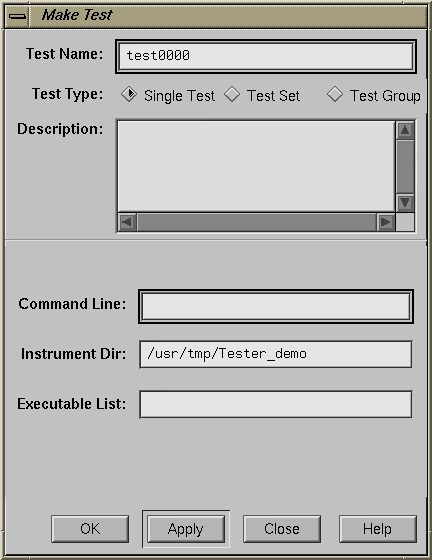 Make Test
Test Name: test0000
Test Type: Single Test Test Set Test Group
Description:
Command Line:
Instrument Dir: /usr/tmp/Tester_demo
Executable List:
OK Apply Close Help